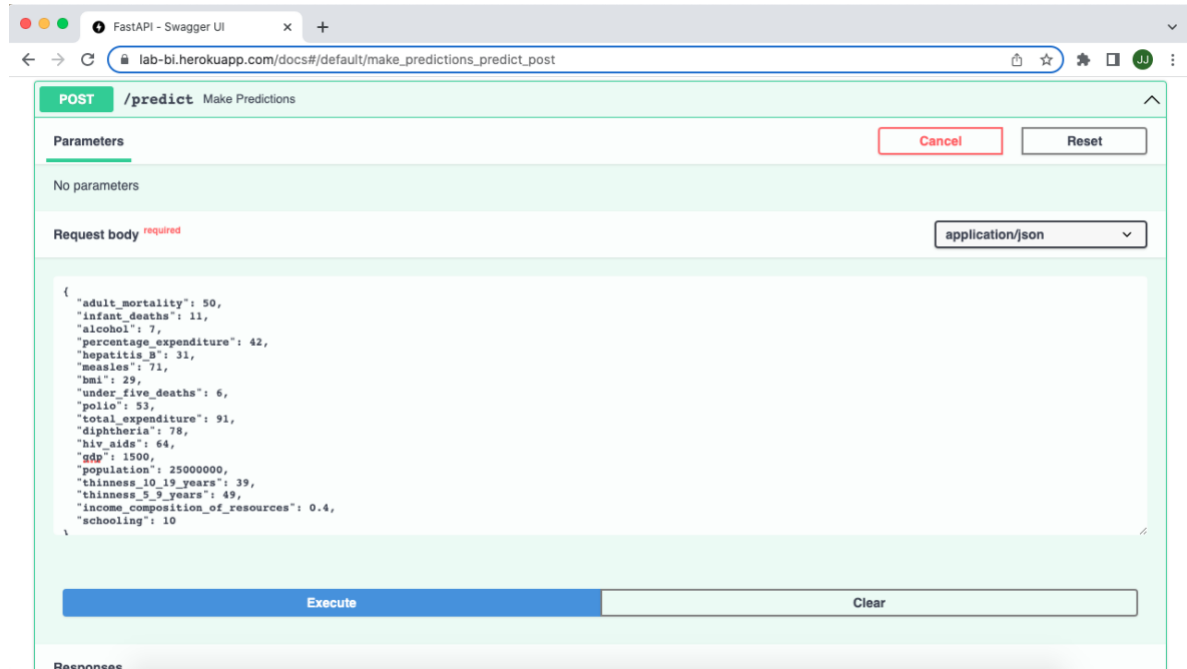 FastAPI - Swagger UI
lab-bi.herokuapp.com/docs#/default/make_predictions_predict_post
JJ
POST /predict Make Predictions
Parameters
Cancel
Reset
No parameters
Request body required
application/json
{
"adult_mortality": 50,
"infant_deaths": 11,
"alcohol": 7,
"percentage_expenditure": 42,
"hepatitis_B": 31,
"measles": 71,
"bmi": 29,
"under_five_deaths": 6,
"polio": 53,
"total_expenditure": 91,
"diphtheria": 78,
"hiv_aids": 64,
"gdp": 1500,
"population": 25000000,
"thinness_10_19_years": 39,
"thinness_5_9_years": 49,
"income_composition_of_resources": 0.4,
"schooling": 10
}
Execute
Clear
Responses